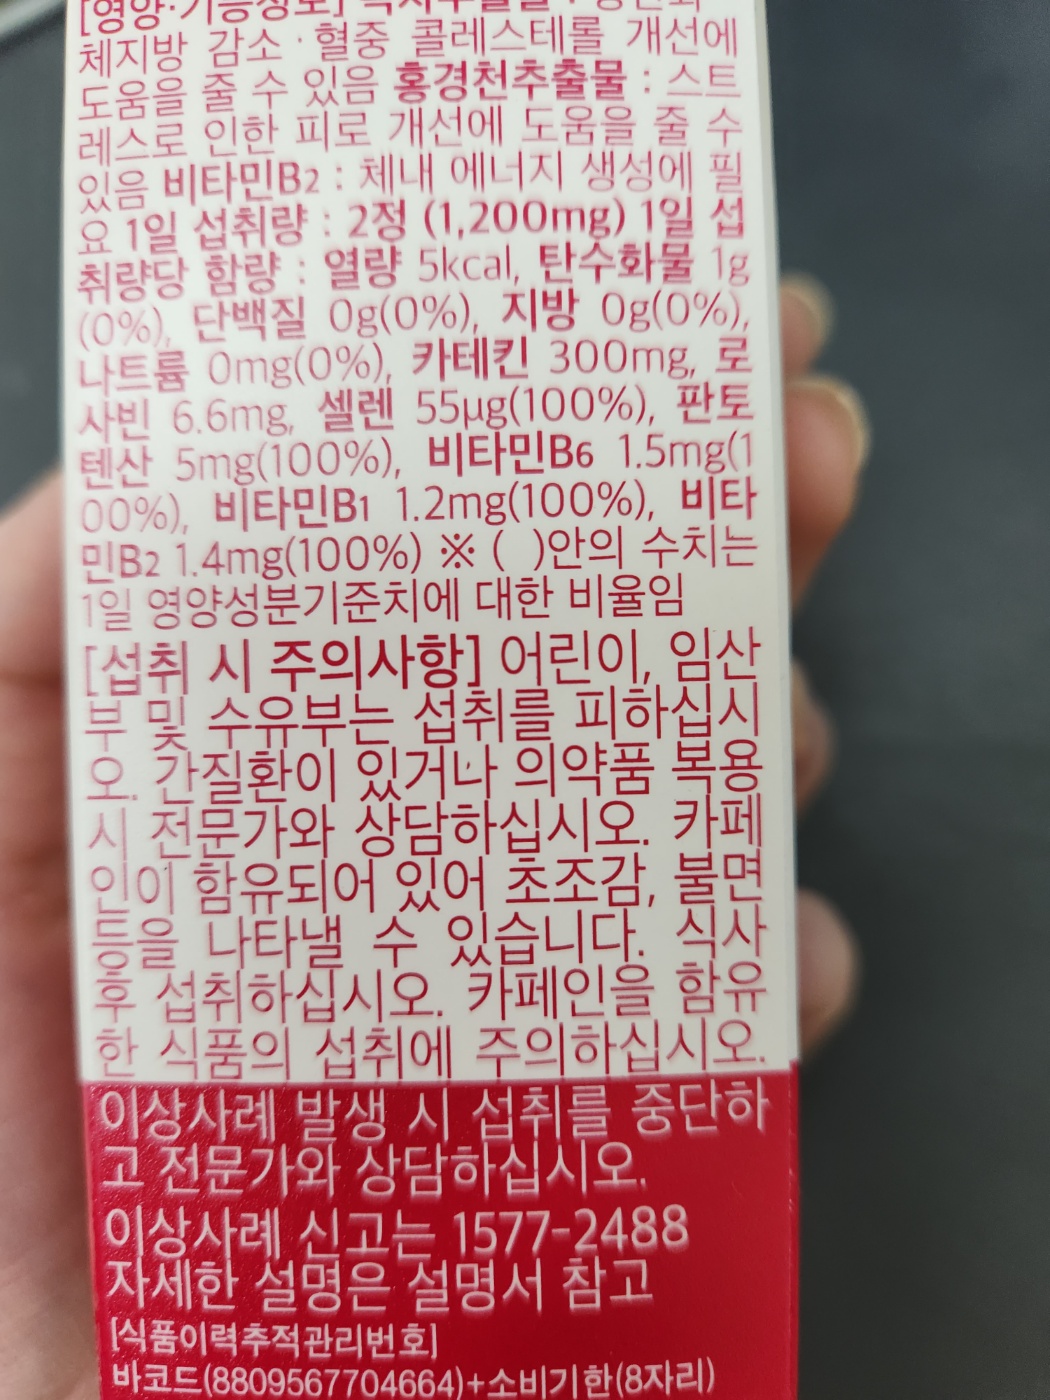 [영양·기능정보] 녹차추출물 : 항산화·
체지방 감소·혈중 콜레스테롤 개선에
도움을 줄 수 있음 홍경천추출물 : 스트
레스로 인한 피로 개선에 도움을 줄 수
있음 비타민B2 : 체내 에너지 생성에 필
요 1일 섭취량 : 2정 (1,200mg) 1일 섭
취량당 함량 : 열량 5kcal, 탄수화물 1g
(0%), 단백질 0g(0%), 지방 0g(0%),
나트륨 0mg(0%), 카테킨 300mg, 로
사빈 6.6mg, 셀렌 55µg(100%), 판토
텐산 5mg(100%), 비타민B6 1.5mg(1
00%), 비타민B1 1.2mg(100%), 비타
민B2 1.4mg(100%) ※ ( )안의 수치는
1일 영양성분기준치에 대한 비율임
[섭취 시 주의사항] 어린이, 임산
부 및 수유부는 섭취를 피하십시
오. 간질환이 있거나 의약품 복용
시 전문가와 상담하십시오. 카페
인이 함유되어 있어 초조감, 불면
등을 나타낼 수 있습니다. 식사
후 섭취하십시오. 카페인을 함유
한 식품의 섭취에 주의하십시오.
이상사례 발생 시 섭취를 중단하
고 전문가와 상담하십시오.
이상사례 신고는 1577-2488
자세한 설명은 설명서 참고
[식품이력추적관리번호]
바코드(8809567704664)+소비기한(8자리)